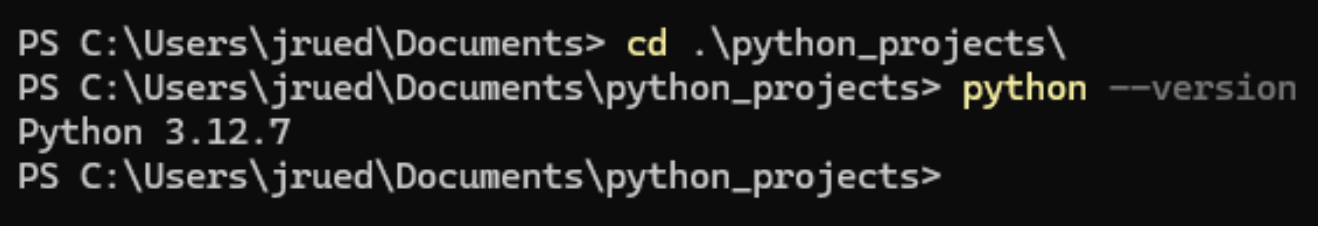 PS C:\Users\jrued\Documents> cd .\python_projects\
PS C:\Users\jrued\Documents\python_projects> python --version
Python 3.12.7
PS C:\Users\jrued\Documents\python_projects>